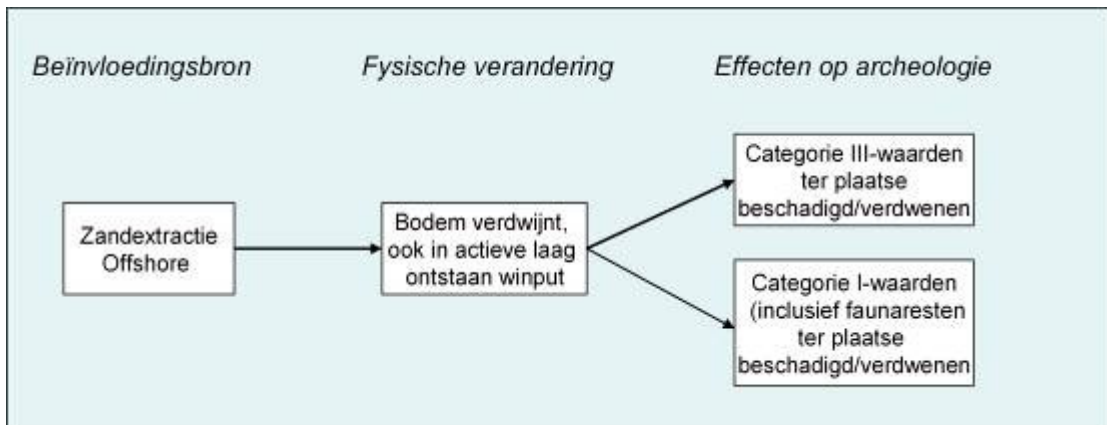 Beïnvloedingsbron
Fysische verandering
Effecten op archeologie
Zandextractie
Offshore
Bodem verdwijnt,
ook in actieve laag
ontstaan winput
Categorie III-waarden
ter plaatse
beschadigd/verdwenen
Categorie I-waarden
(inclusief faunaresten
ter plaatse
beschadigd/verdwenen